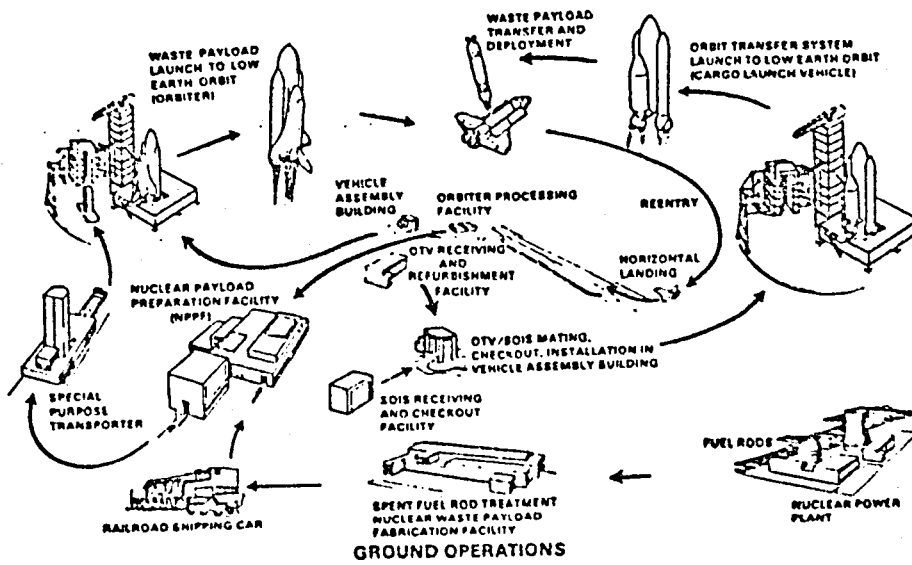 WASTE PAYLOAD
LAUNCH TO LOW
EARTH ORBIT
(ORBITER)
WASTE PAYLOAD
TRANSFER AND
DEPLOYMENT
ORBIT TRANSFER SYSTEM
LAUNCH TO LOW EARTH ORBIT
(CARGO LAUNCH VEHICLE)
VEHICLE
ASSEMBLY
BUILDING
ORBITER PROCESSING
FACILITY
REENTRY
OTV RECEIVING
AND
REFURBISHMENT
FACILITY
HORIZONTAL
LANDING
NUCLEAR PAYLOAD
PREPARATION FACILITY
(NPPF)
OTV/SOIS MATING,
CHECKOUT, INSTALLATION IN
VEHICLE ASSEMBLY BUILDING
SPECIAL
PURPOSE
TRANSPORTER
SOIS RECEIVING
AND CHECKOUT
FACILITY
FUEL RODS
RAILROAD SHIPPING CAR
SPENT FUEL ROD TREATMENT
NUCLEAR WASTE PAYLOAD
FABRICATION FACILITY
NUCLEAR POWER
PLANT
GROUND OPERATIONS